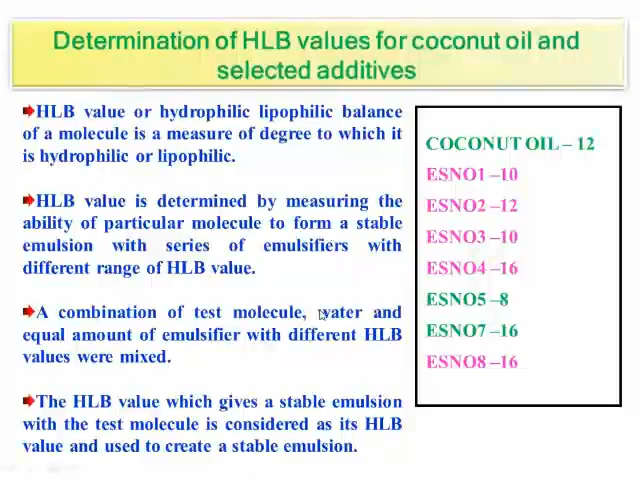 Determination of HLB values for coconut oil and
selected additives
HLB value or hydrophilic lipophilic balance
of a molecule is a measure of degree to which it
is hydrophilic or lipophilic.
HLB value is determined by measuring the
ability of particular molecule to form a stable
emulsion with series of emulsifiers with
different range of HLB value.
A combination of test molecule, water and
equal amount of emulsifier with different HLB
values were mixed.
The HLB value which gives a stable emulsion
with the test molecule is considered as its HLB
value and used to create a stable emulsion.
COCONUT OIL – 12
ESNO1 –10
ESNO2 –12
ESNO3 –10
ESNO4 –16
ESNO5 –8
ESNO7 –16
ESNO8 –16